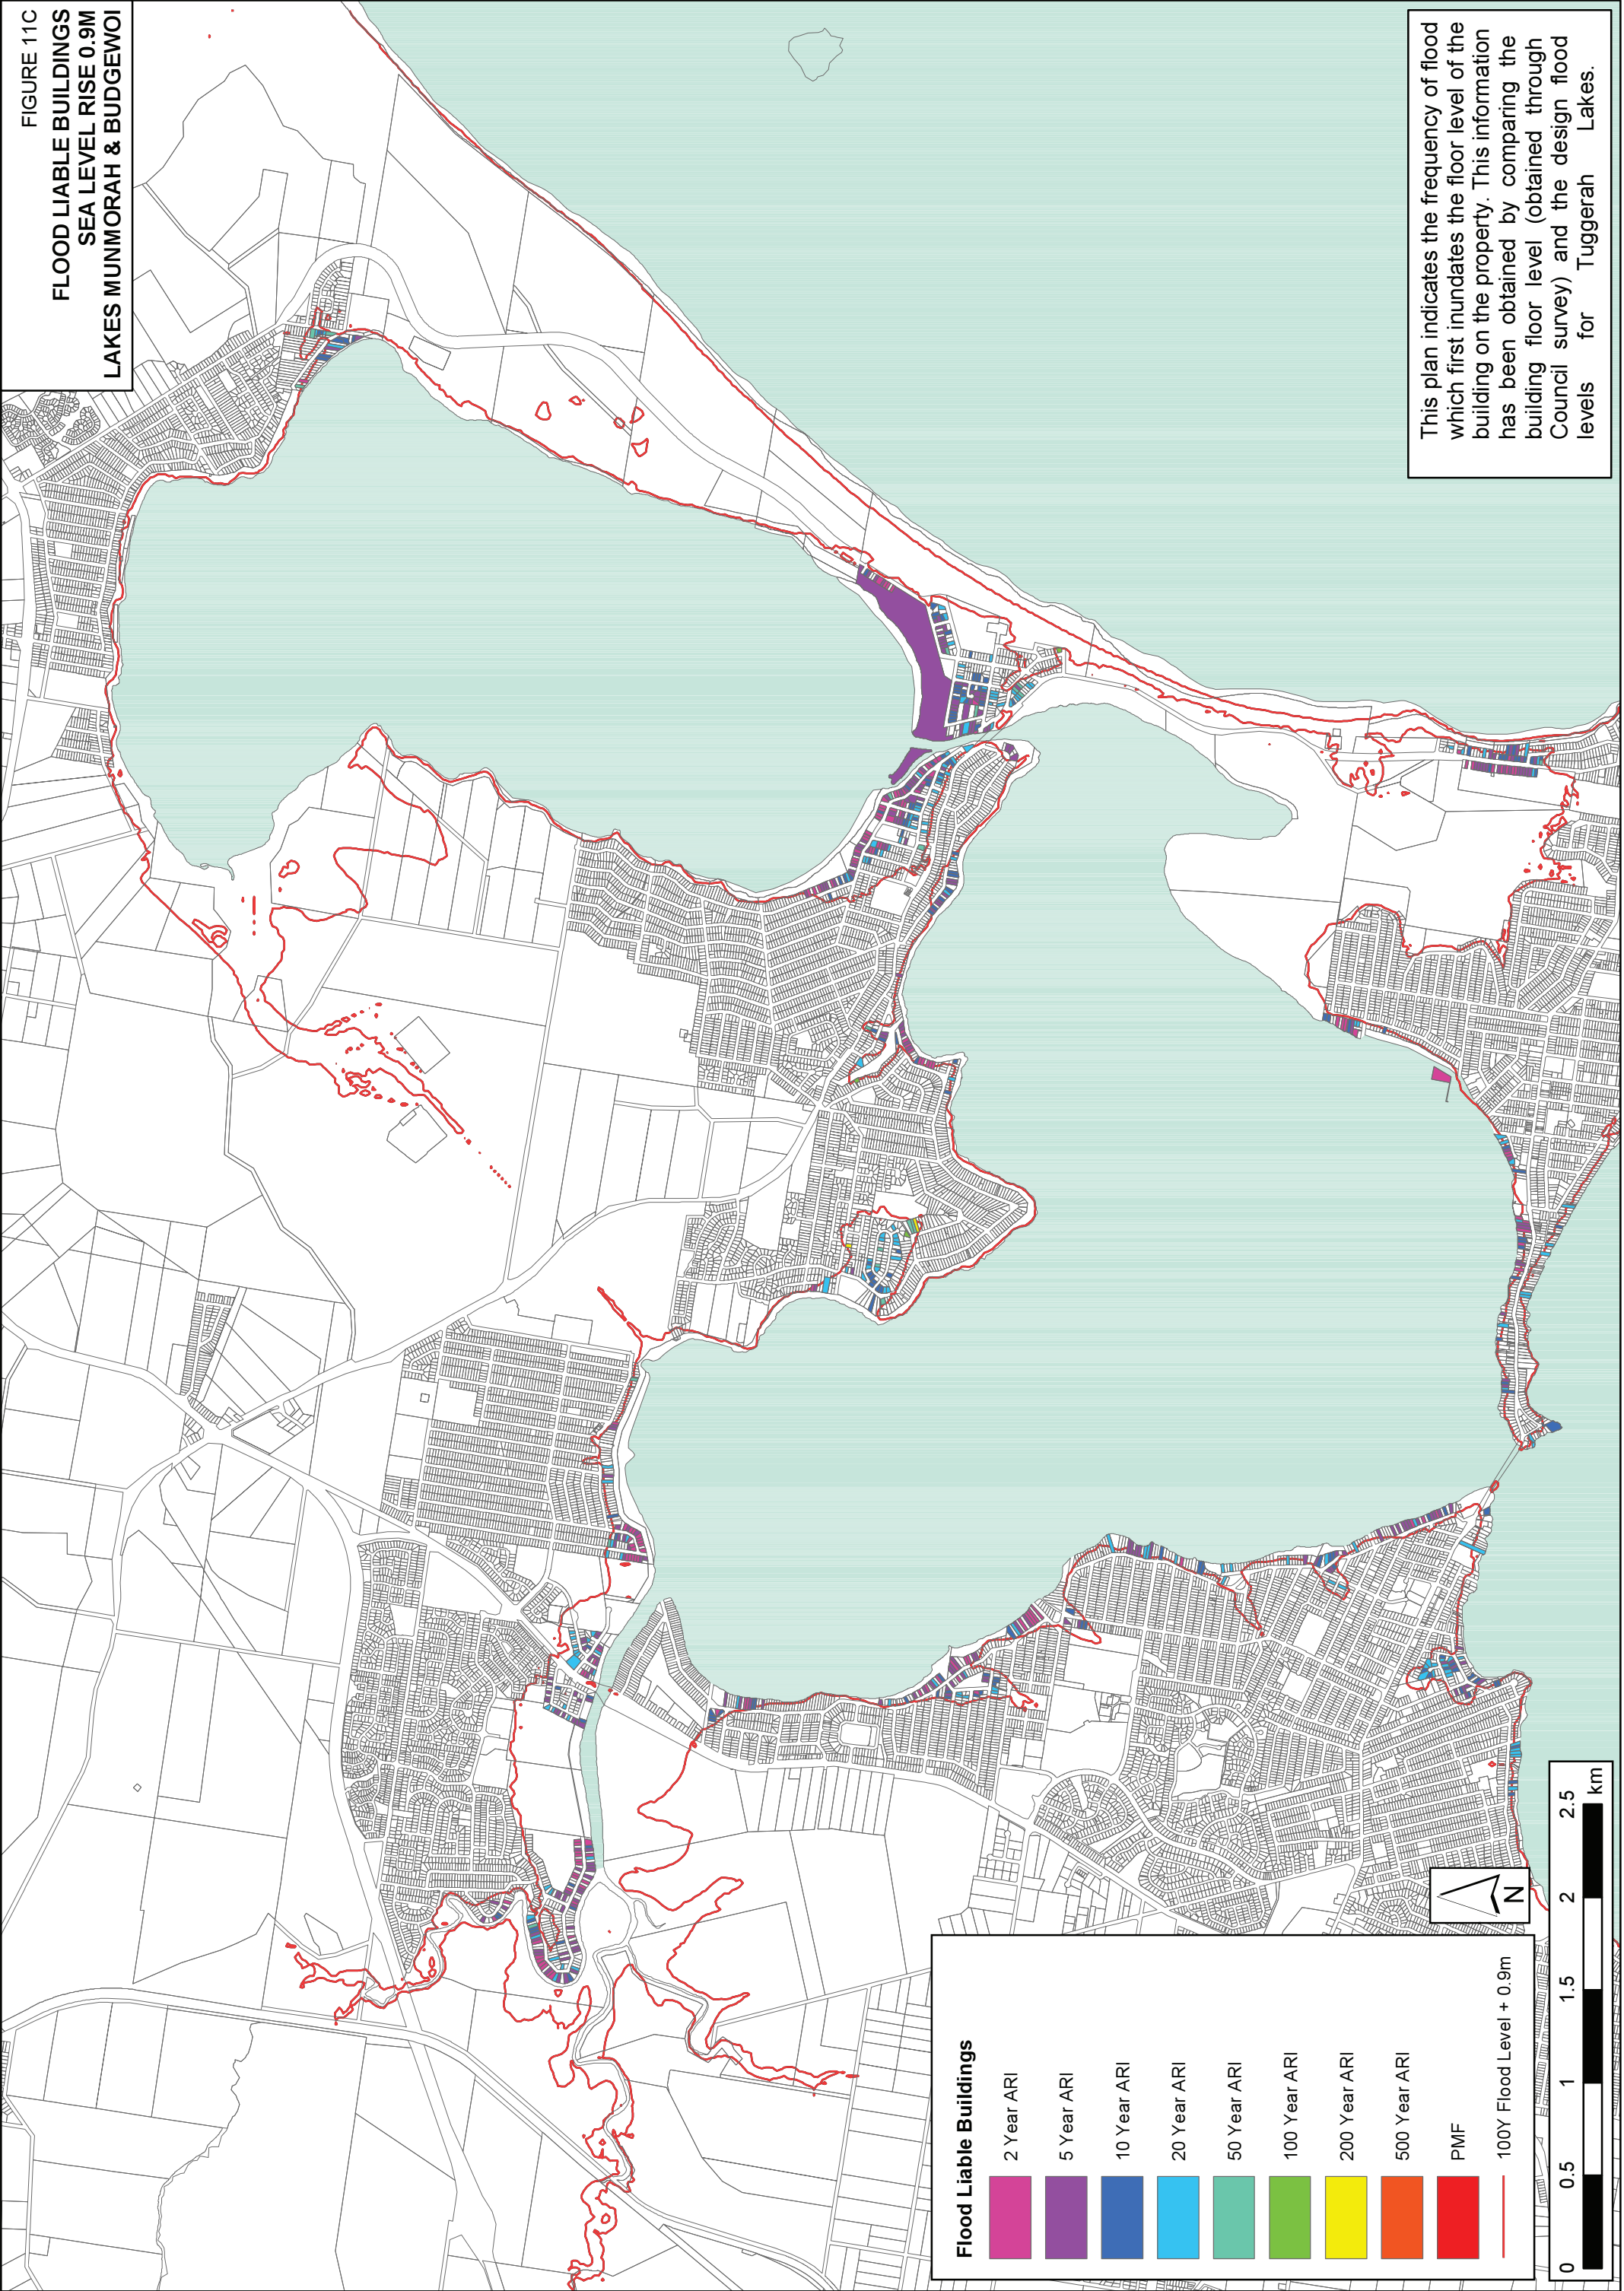 FIGURE 11C
FLOOD LIABLE BUILDINGS
SEA LEVEL RISE 0.9M
LAKES MUNMORAH & BUDGEWOI
This plan indicates the frequency of flood
which first inundates the floor level of the
building on the property. This information
has been obtained by comparing the
building floor level (obtained through
Council survey) and the design flood
levels for Tuggerah Lakes.
Flood Liable Buildings
2 Year ARI
5 Year ARI
10 Year ARI
20 Year ARI
50 Year ARI
100 Year ARI
200 Year ARI
500 Year ARI
PMF
100Y Flood Level + 0.9m
N
0 0.5 1 1.5 2 2.5
km